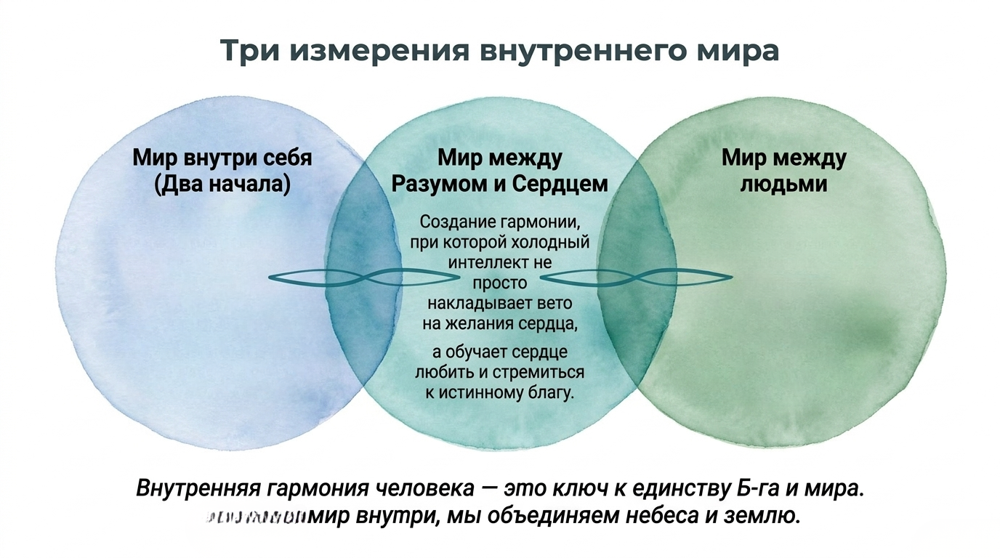 Три измерения внутреннего мира
Мир внутри себя
(Два начала)
Мир между
Разумом и Сердцем
Создание гармонии,
при которой холодный
интеллект не
просто
накладывает вето
на желания сердца,
а обучает сердце
любить и стремиться
к истинному благу.
Мир между
людьми
Внутренняя гармония человека — это ключ к единству Б-га и мира.
мир внутри, мы объединяем небеса и землю.